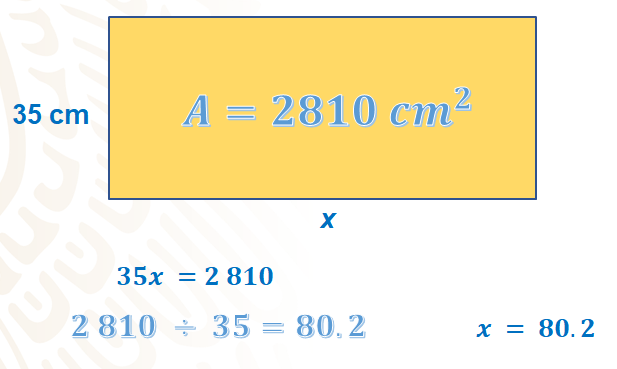 35 cm
A = 2810 cm²
x
35x = 2 810
2 810 ÷ 35 = 80.2
x = 80.2